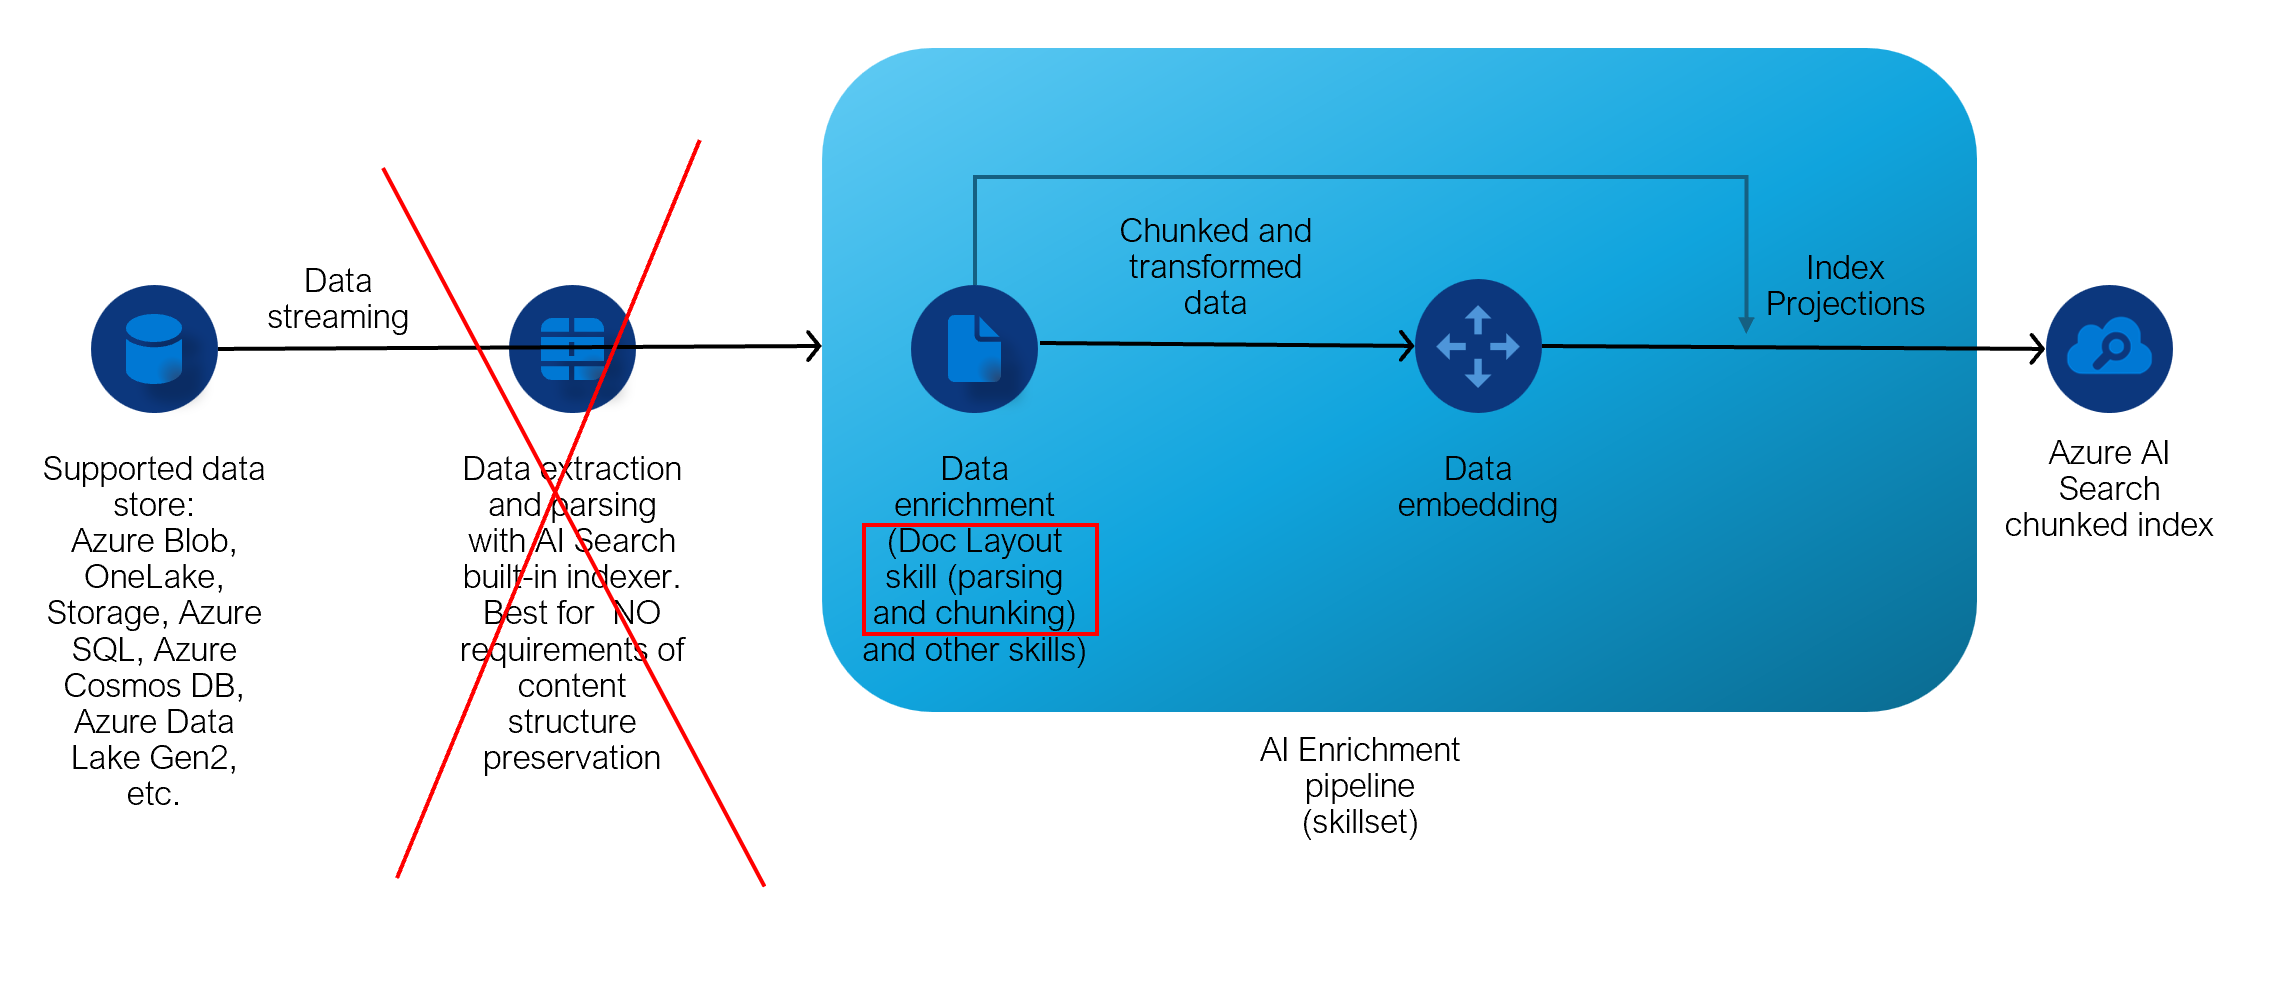 Data
streaming
Supported data
store:
Azure Blob,
OneLake,
Storage, Azure
SQL, Azure
Cosmos DB,
Azure Data
Lake Gen2,
etc.
Data extraction
and parsing
with AI Search
built-in indexer.
Best for  NO
requirements of
content
structure
preservation
Chunked and
transformed
data
Index
Projections
Data
enrichment
(Doc Layout
skill (parsing
and chunking)
and other skills)
Data
embedding
Azure AI
Search
chunked index
AI Enrichment
pipeline
(skillset)